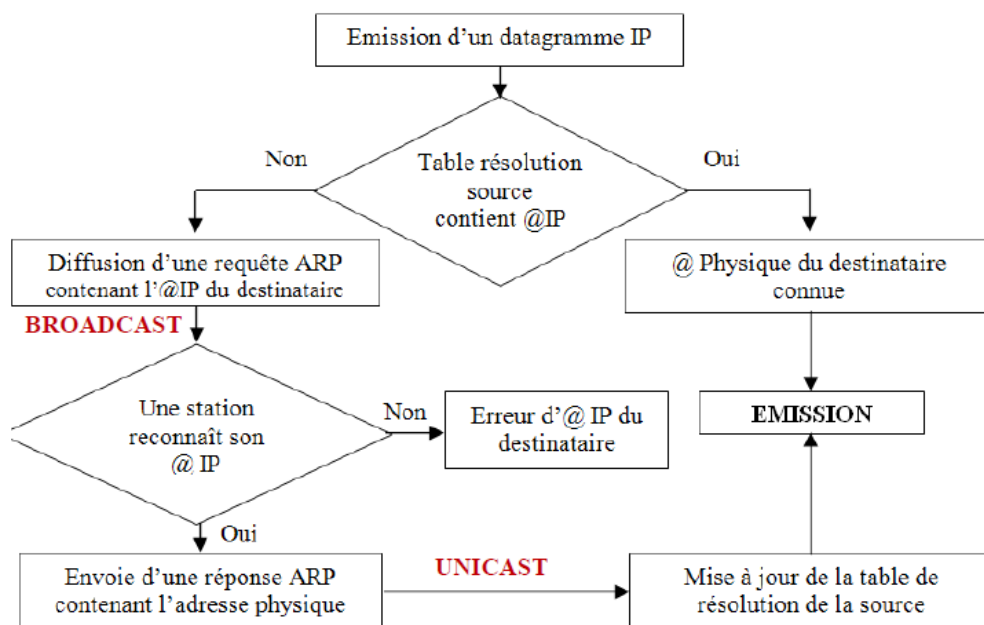 Emission d'un datagramme IP
Non
Oui
Table résolution
source
contient @IP
Diffusion d'une requête ARP
contenant l'@IP du destinataire
@ Physique du destinataire
connue
BROADCAST
Une station
reconnaît son
@ IP
Non
Erreur d'@ IP du
destinataire
EMISSION
Oui
Envoie d'une réponse ARP
contenant l'adresse physique
UNICAST
Mise à jour de la table de
résolution de la source